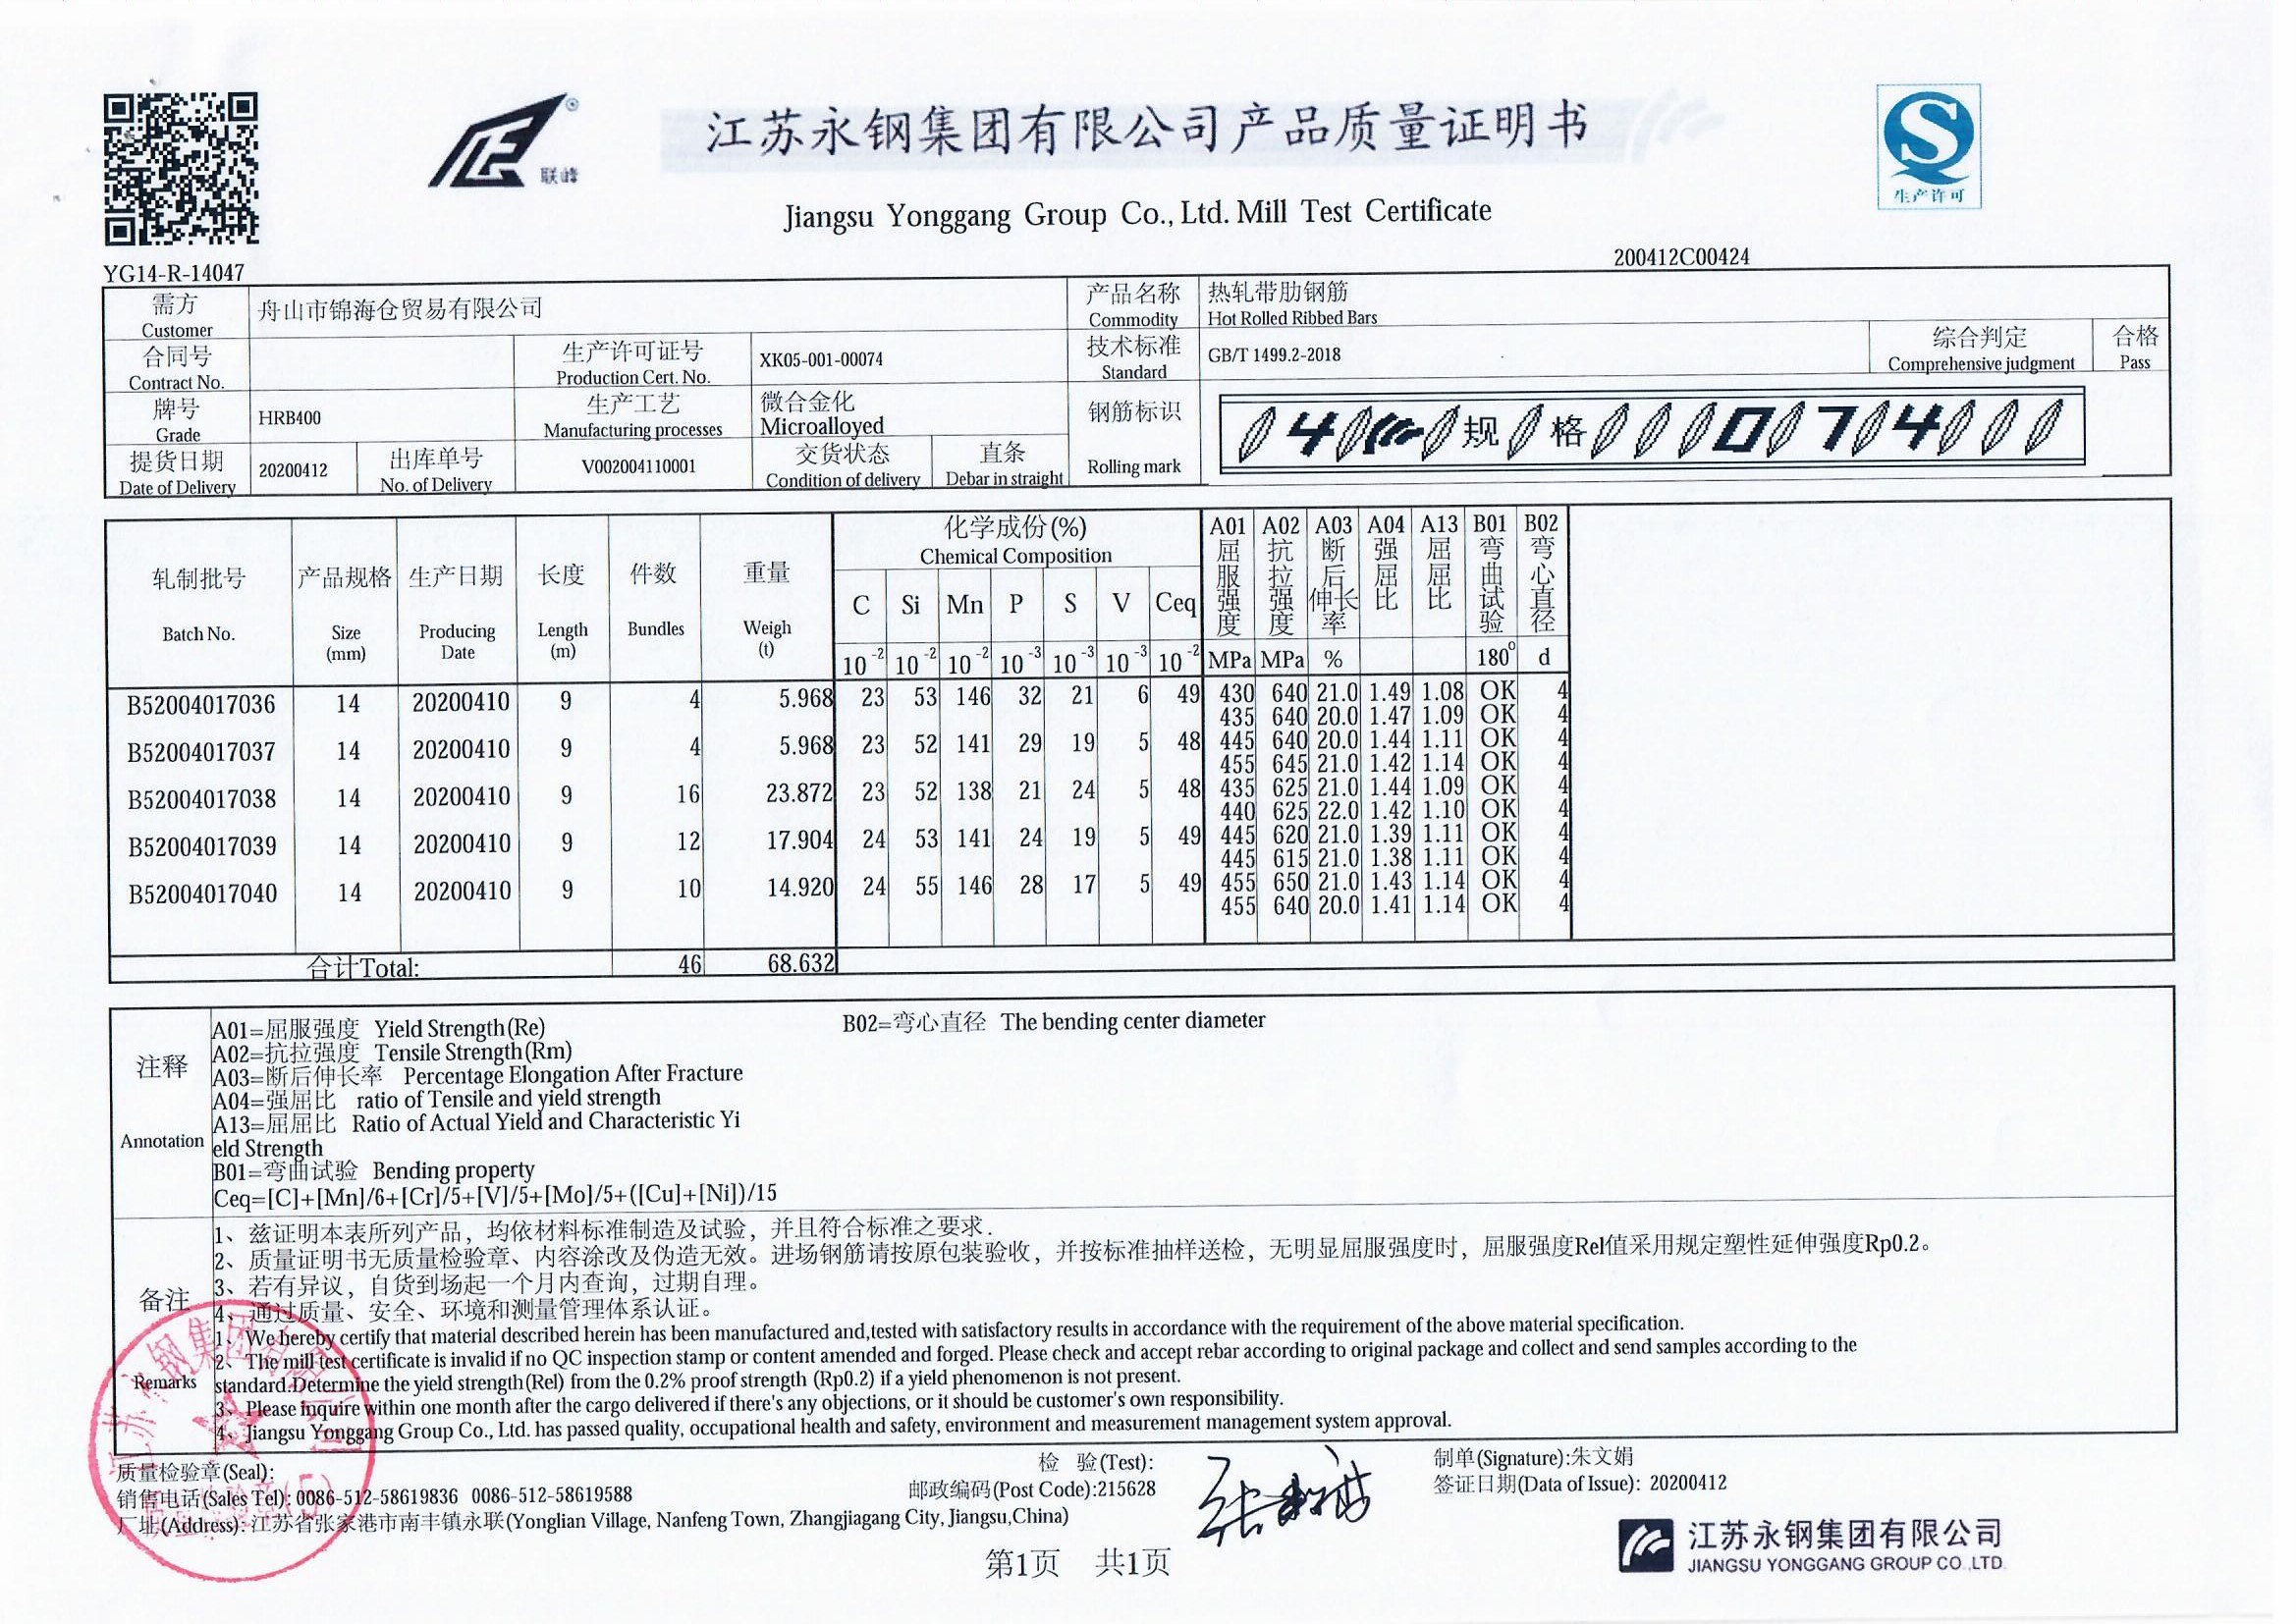 联峰
江苏永钢集团有限公司产品质量证明书
生产许可
Jiangsu Yonggang Group Co., Ltd. Mill Test Certificate
YG14-R-14047
200412C00424
需方 Customer 舟山市锦海仓贸易有限公司 产品名称 Commodity 热轧带肋钢筋 Hot Rolled Ribbed Bars
合同号 Contract No. 生产许可证号 Production Cert. No. XK05-001-00074 技术标准 Standard GB/T 1499.2-2018 综合判定 Comprehensive judgment 合格 Pass
牌号 Grade HRB400 生产工艺 Manufacturing processes 微合金化 Microalloyed 钢筋标识 Rolling mark 4 规 格 0 7 4
提货日期 Date of Delivery 20200412 出库单号 No. of Delivery V002004110001 交货状态 Condition of delivery 直条 Debar in straight
轧制批号 Batch No. 产品规格 Size (mm) 生产日期 Producing Date 长度 Length (m) 件数 Bundles 重量 Weigh (t) 化学成份(%) Chemical Composition A01 屈服强度 A02 抗拉强度 A03 断后伸长率 A04 强屈比 A13 屈屈比 B01 弯曲试验 B02 弯心直径
C Si Mn P S V Ceq
10-2 10-2 10-2 10-3 10-3 10-3 10-2 MPa MPa % 180° d
B52004017036 14 20200410 9 4 5.968 23 53 146 32 21 6 49 430 640 21.0 1.49 1.08 OK 4
435 640 20.0 1.47 1.09 OK 4
B52004017037 14 20200410 9 4 5.968 23 52 141 29 19 5 48 445 640 20.0 1.44 1.11 OK 4
455 645 21.0 1.42 1.14 OK 4
B52004017038 14 20200410 9 16 23.872 23 52 138 21 24 5 48 435 625 21.0 1.44 1.09 OK 4
440 625 22.0 1.42 1.10 OK 4
B52004017039 14 20200410 9 12 17.904 24 53 141 24 19 5 49 445 620 21.0 1.39 1.11 OK 4
445 615 21.0 1.38 1.11 OK 4
B52004017040 14 20200410 9 10 14.920 24 55 146 28 17 5 49 455 650 21.0 1.43 1.14 OK 4
455 640 20.0 1.41 1.14 OK 4
合计Total: 46 68.632
注释 Annotation
A01=屈服强度 Yield Strength(Re) B02=弯心直径 The bending center diameter
A02=抗拉强度 Tensile Strength(Rm)
A03=断后伸长率 Percentage Elongation After Fracture
A04=强屈比 ratio of Tensile and yield strength
A13=屈屈比 Ratio of Actual Yield and Characteristic Yi
eld Strength
B01=弯曲试验 Bending property
Ceq=[C]+[Mn]/6+[Cr]/5+[V]/5+[Mo]/5+([Cu]+[Ni])/15
备注 Remarks
1、兹证明本表所列产品，均依材料标准制造及试验，并且符合标准之要求.
2、质量证明书无质量检验章、内容涂改及伪造无效。进场钢筋请按原包装验收，并按标准抽样送检，无明显屈服强度时，屈服强度Rel值采用规定塑性延伸强度Rp0.2。
3、若有异议，自货到场起一个月内查询，过期自理。
4、通过质量、安全、环境和测量管理体系认证。
1、We hereby certify that material described herein has been manufactured and,tested with satisfactory results in accordance with the requirement of the above material specification.
2、The mill test certificate is invalid if no QC inspection stamp or content amended and forged. Please check and accept rebar according to original package and collect and send samples according to the
standard.Determine the yield strength(Rel) from the 0.2% proof strength (Rp0.2) if a yield phenomenon is not present.
3、Please inquire within one month after the cargo delivered if there's any objections, or it should be customer's own responsibility.
4、Jiangsu Yonggang Group Co., Ltd. has passed quality, occupational health and safety, environment and measurement management system approval.
质量检验章(Seal): 检 验(Test): 制单(Signature):朱文娟
销售电话(Sales Tel): 0086-512-58619836 0086-512-58619588 邮政编码(Post Code):215628 签证日期(Data of Issue): 20200412
厂址(Address):江苏省张家港市南丰镇永联(Yonglian Village, Nanfeng Town, Zhangjiagang City, Jiangsu,China)
(5)
第1页 共1页
江苏永钢集团有限公司
JIANGSU YONGGANG GROUP CO.,LTD.